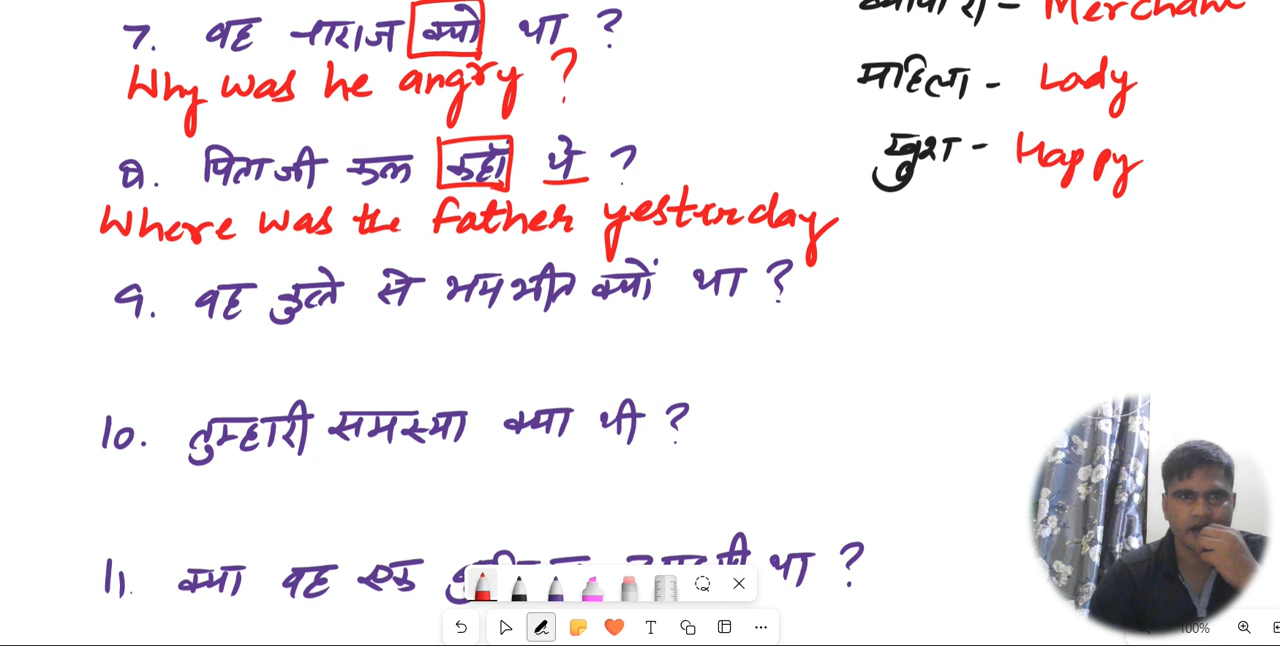 7. वह नाराज क्यों था ?
Why was he angry ?
8. पिताजी कल कहाँ थे ?
Where was the Father yesterday
9. वह कुत्ते से भयभीत क्यों था ?
10. तुम्हारी समस्या क्या थी ?
11. क्या वह एक था ?
व्यापारी - Merchant
महिला - Lady
खुश - Happy
T
100%